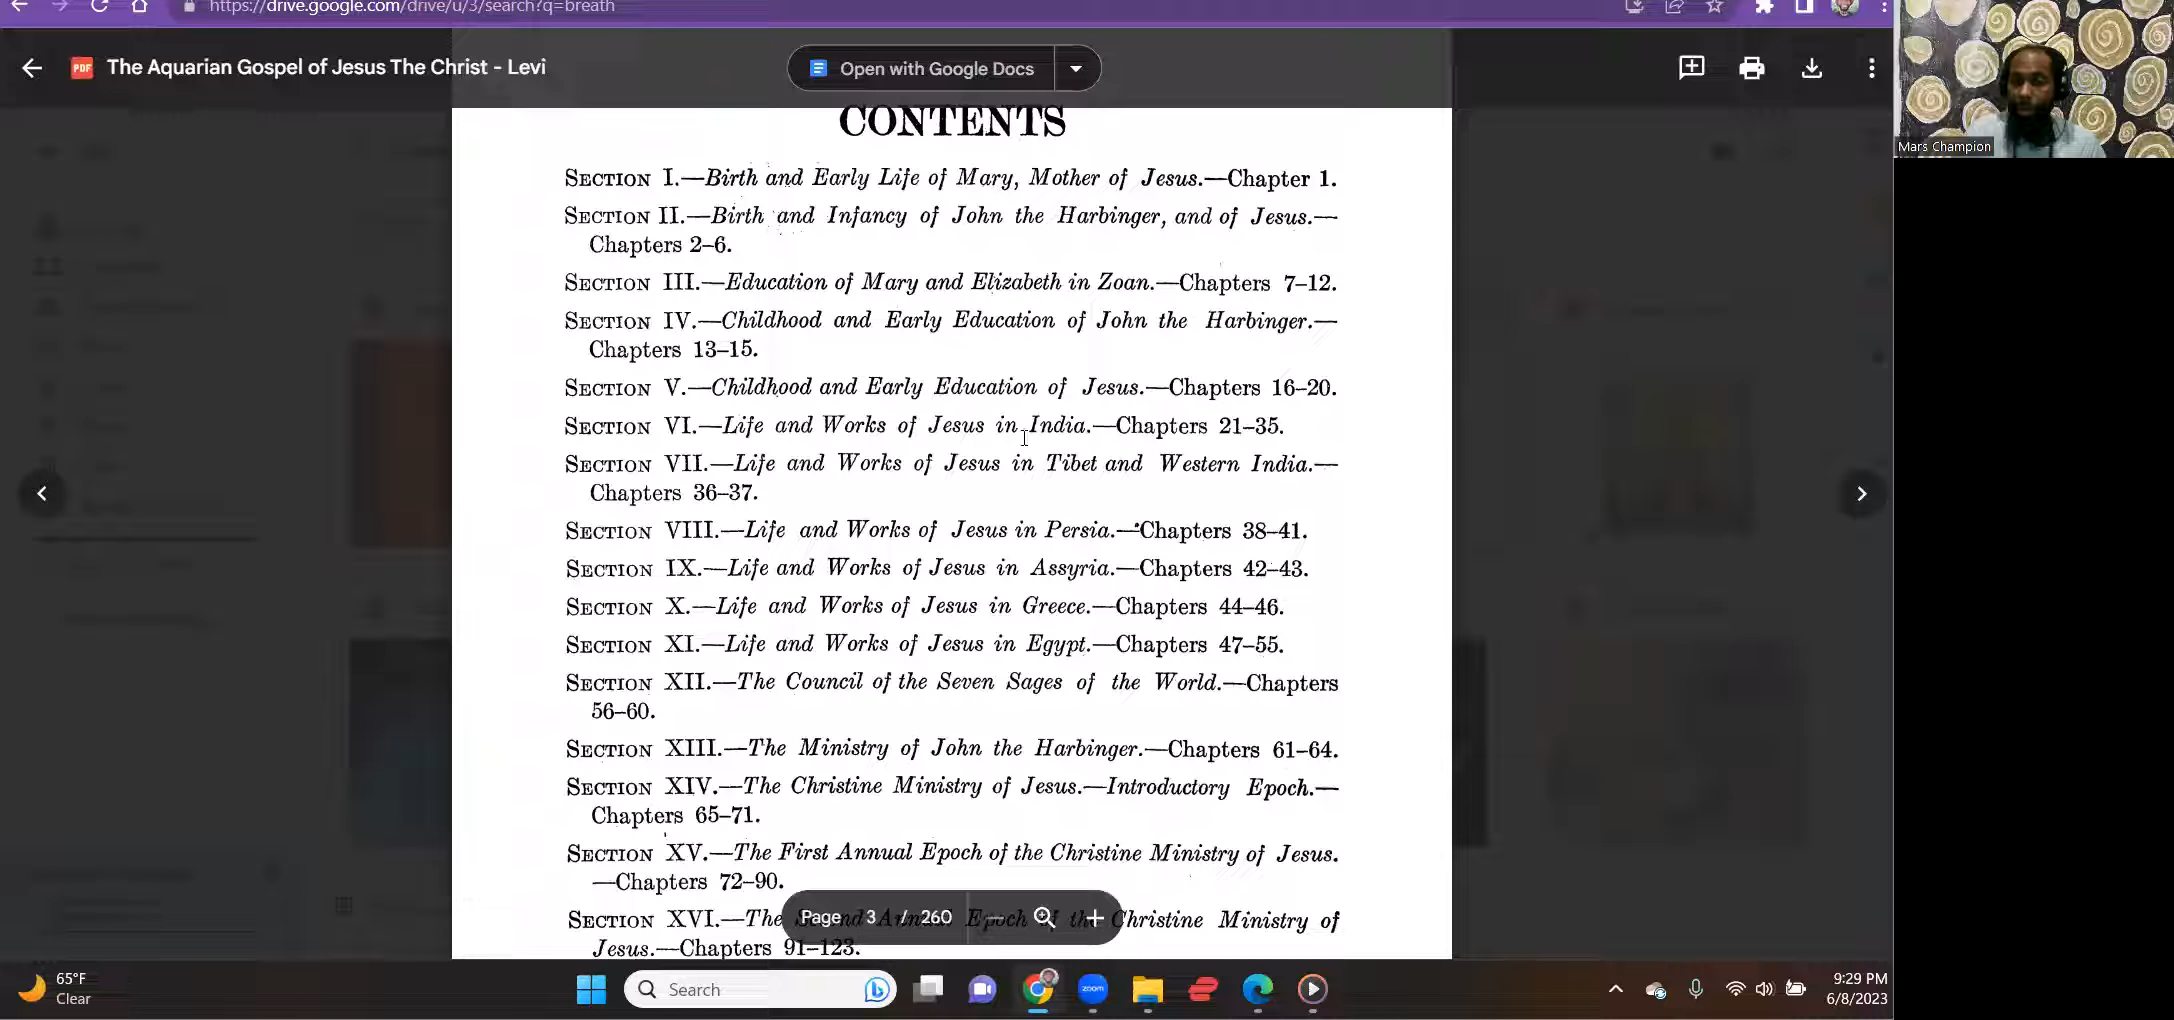 https://drive.google.com/drive/u/3/search?q=breath
PDF The Aquarian Gospel of Jesus The Christ - Levi
Open with Google Docs
Mars Champion
CONTENTS
SECTION I.—Birth and Early Life of Mary, Mother of Jesus.—Chapter 1.
SECTION II.—Birth and Infancy of John the Harbinger, and of Jesus.—
Chapters 2–6.
SECTION III.—Education of Mary and Elizabeth in Zoan.—Chapters 7–12.
SECTION IV.—Childhood and Early Education of John the Harbinger.—
Chapters 13–15.
SECTION V.—Childhood and Early Education of Jesus.—Chapters 16–20.
SECTION VI.—Life and Works of Jesus in India.—Chapters 21–35.
SECTION VII.—Life and Works of Jesus in Tibet and Western India.—
Chapters 36–37.
SECTION VIII.—Life and Works of Jesus in Persia.—Chapters 38–41.
SECTION IX.—Life and Works of Jesus in Assyria.—Chapters 42–43.
SECTION X.—Life and Works of Jesus in Greece.—Chapters 44–46.
SECTION XI.—Life and Works of Jesus in Egypt.—Chapters 47–55.
SECTION XII.—The Council of the Seven Sages of the World.—Chapters
56–60.
SECTION XIII.—The Ministry of John the Harbinger.—Chapters 61–64.
SECTION XIV.—The Christine Ministry of Jesus.—Introductory Epoch.—
Chapters 65–71.
SECTION XV.—The First Annual Epoch of the Christine Ministry of Jesus.
—Chapters 72–90.
SECTION XVI.—The Second Annual Epoch of the Christine Ministry of
Jesus.—Chapters 91–123.
Page 3 / 260
65°F
Clear
Search
zoom
9:29 PM
6/8/2023